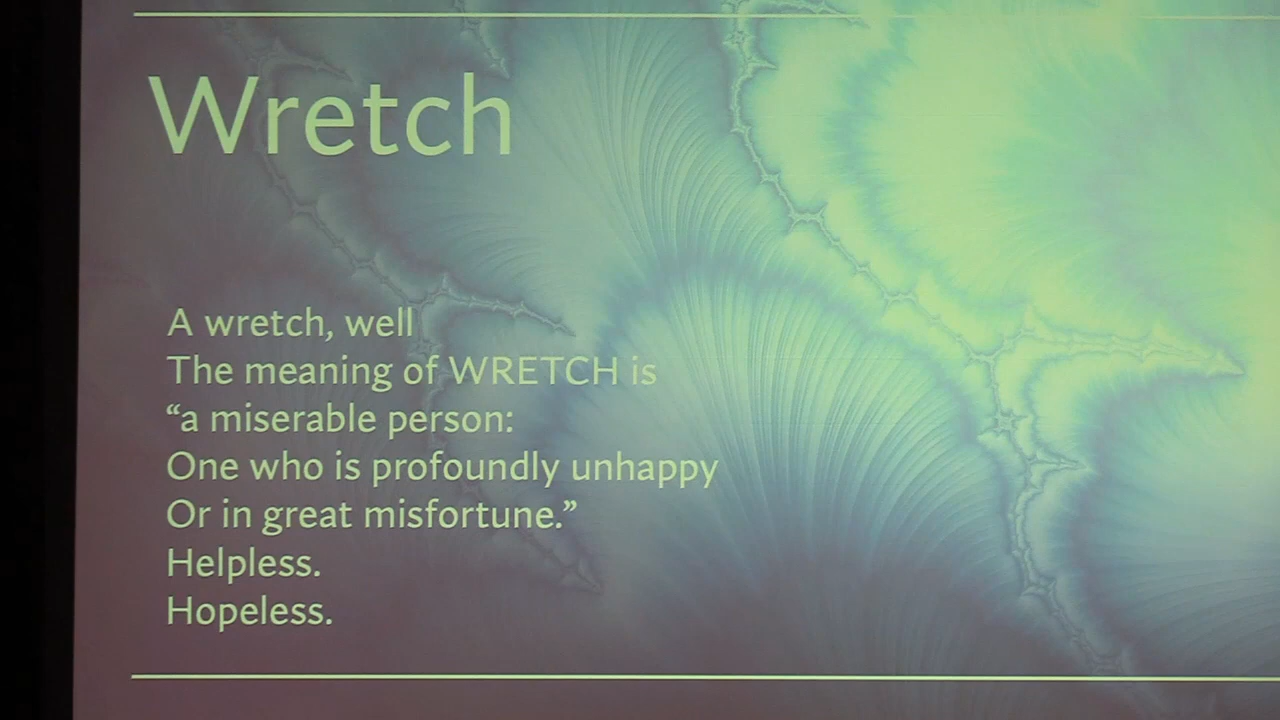 Wretch
A wretch, well
The meaning of WRETCH is
“a miserable person:
One who is profoundly unhappy
Or in great misfortune.”
Helpless.
Hopeless.